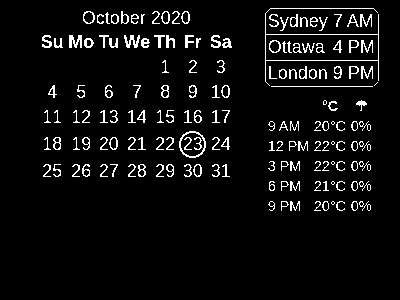 October 2020
Su Mo Tu We Th Fr Sa
1 2 3
4 5 6 7 8 9 10
11 12 13 14 15 16 17
18 19 20 21 22 23 24
25 26 27 28 29 30 31
Sydney 7 AM
Ottawa 4 PM
London 9 PM
°C
9 AM 20°C 0%
12 PM 22°C 0%
3 PM 22°C 0%
6 PM 21°C 0%
9 PM 20°C 0%